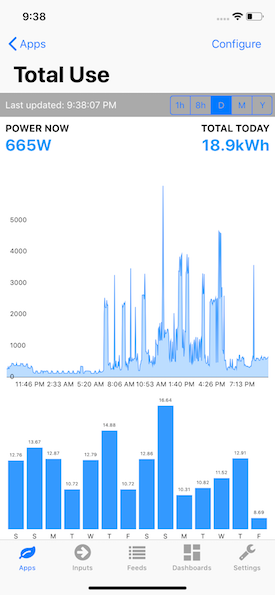 9:38
Apps
Configure
Total Use
Last updated: 9:38:07 PM
1h 8h D M Y
POWER NOW TOTAL TODAY
665W 18.9kWh
5000
4000
3000
2000
1000
0
11:46 PM 2:33 AM 5:20 AM 8:06 AM 10:53 AM 1:40 PM 4:26 PM 7:13 PM
12.76 13.67 12.87 10.72 12.79 14.88 10.72 12.88 18.64 10.31 10.82 11.52 12.81 8.69
S S M T W T F S S M T W T F
Apps Inputs Feeds Dashboards Settings